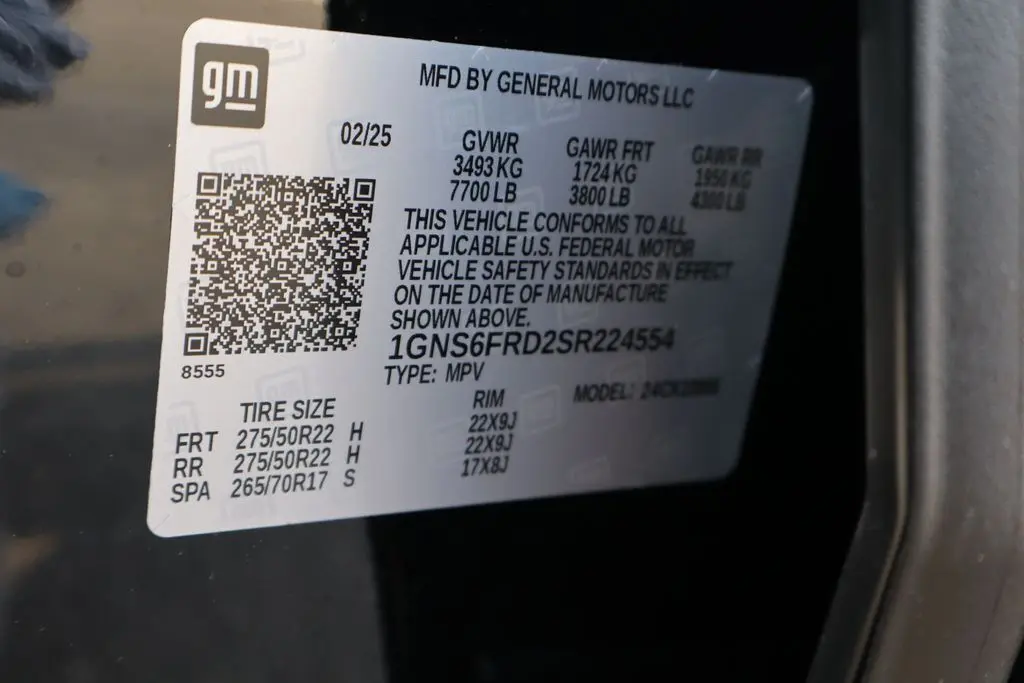 gm
MFD BY GENERAL MOTORS LLC
02/25
GVWR GAWR FRT GAWR RR
3493 KG 1724 KG 1950 KG
7700 LB 3800 LB 4300 LB
THIS VEHICLE CONFORMS TO ALL
APPLICABLE U.S. FEDERAL MOTOR
VEHICLE SAFETY STANDARDS IN EFFECT
ON THE DATE OF MANUFACTURE
SHOWN ABOVE.
1GNS6FRD2SR224554
8555
TYPE: MPV MODEL:
TIRE SIZE RIM
FRT 275/50R22 H 22X9J
RR 275/50R22 H 22X9J
SPA 265/70R17 S 17X8J